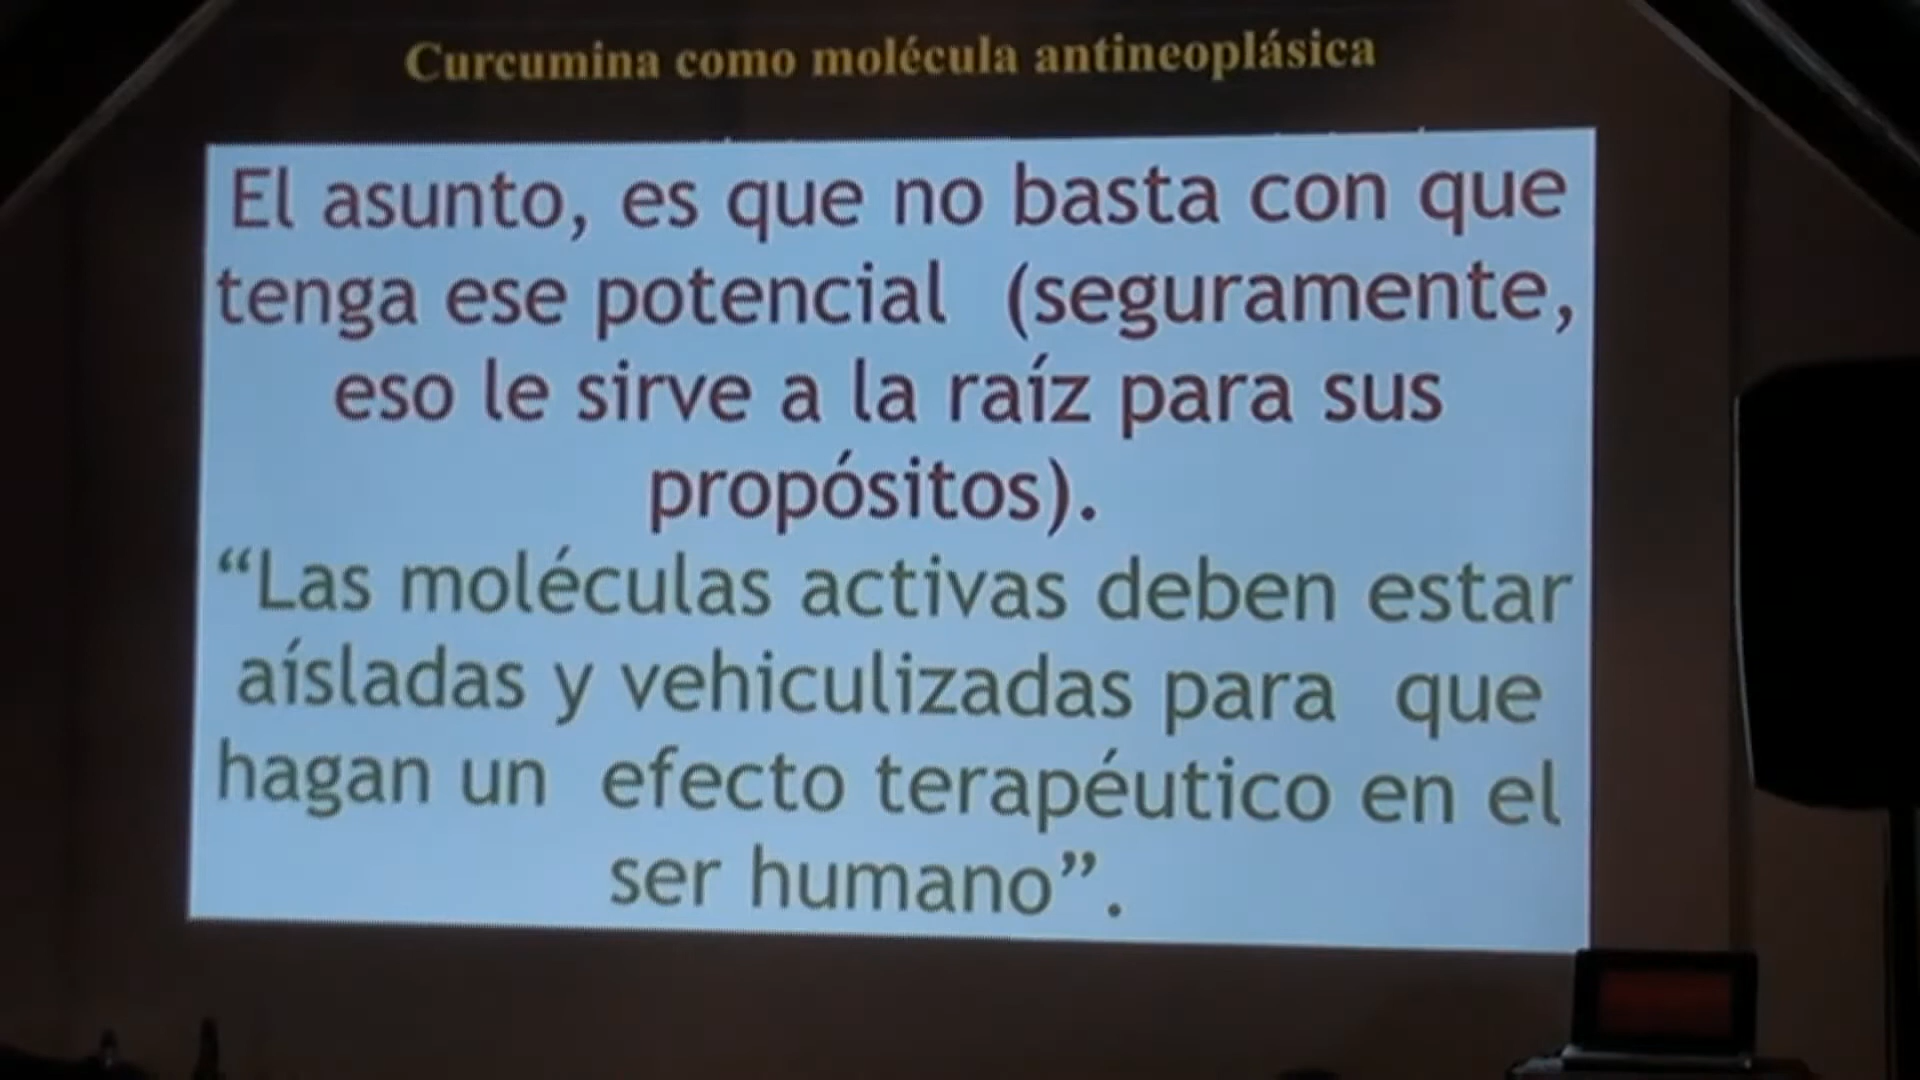 Curcumina como molécula antineoplásica
El asunto, es que no basta con que
tenga ese potencial (seguramente,
eso le sirve a la raíz para sus
propósitos).
“Las moléculas activas deben estar
aísladas y vehiculizadas para que
hagan un efecto terapéutico en el
ser humano”.